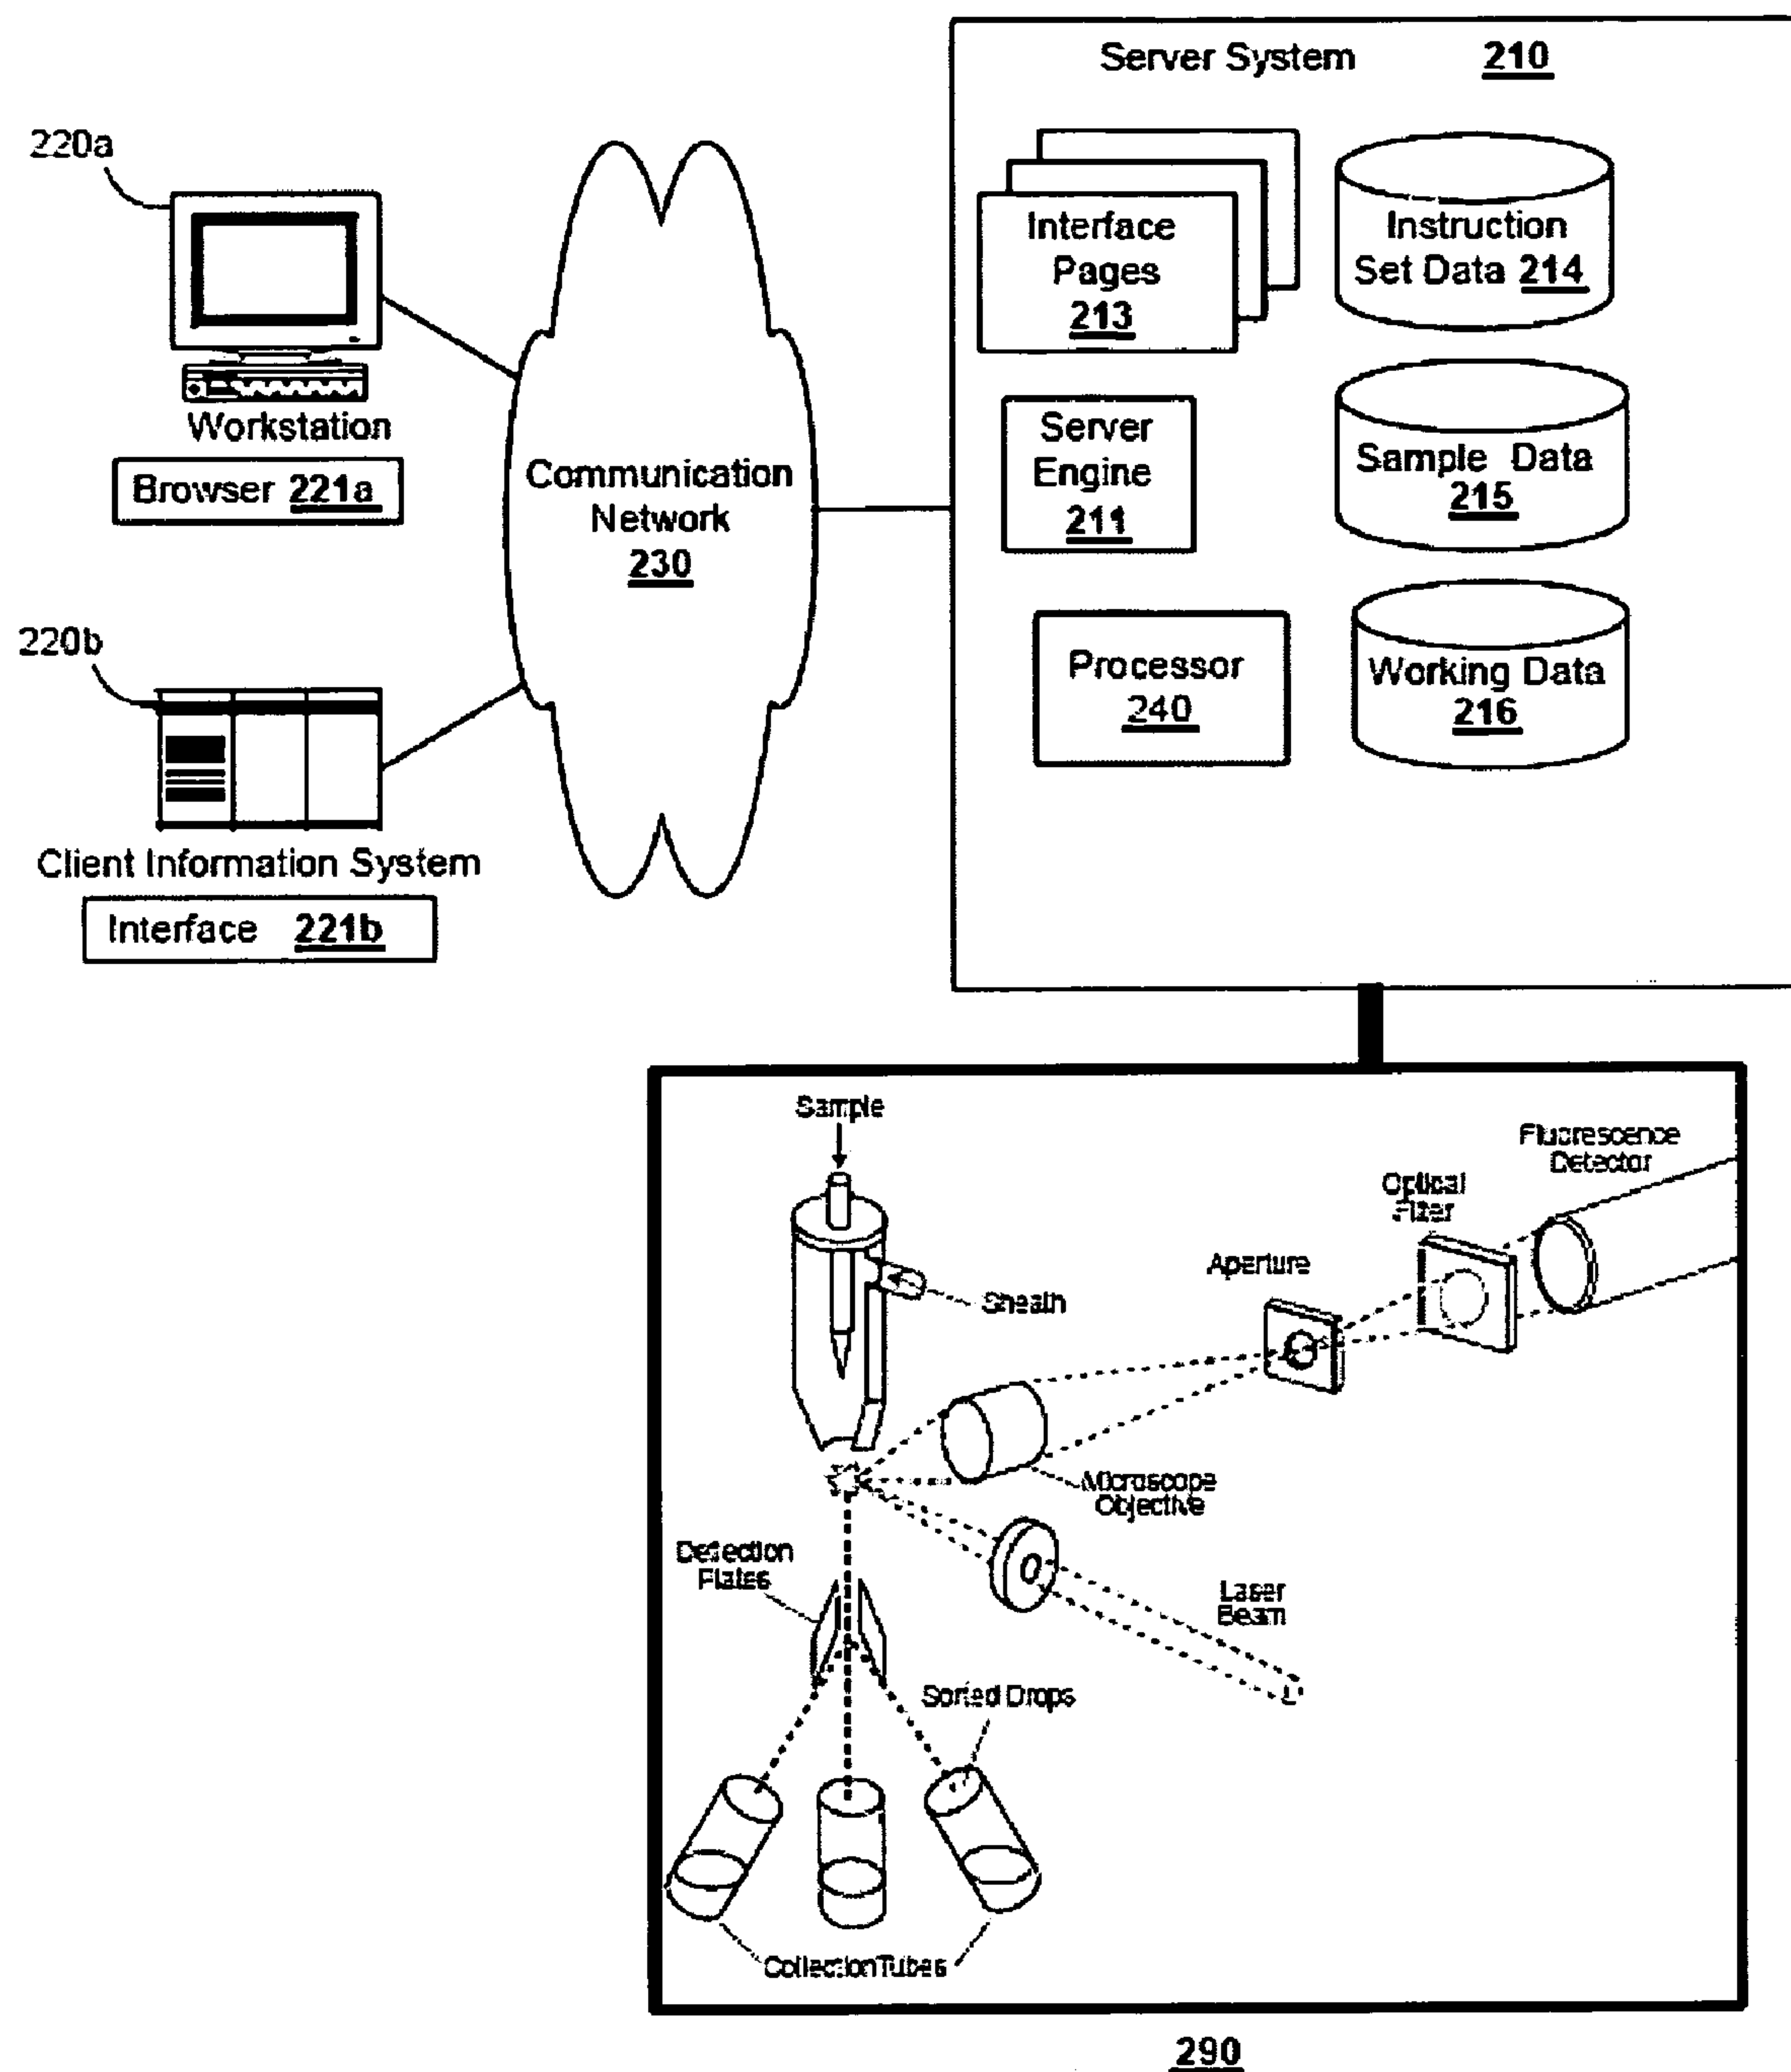 Server System 210
220a
Interface
Pages
213
Instruction
Set Data 214
Workstation
Browser 221a
Communication
Network
230
Server
Engine
211
Sample Data
215
220b
Processor
240
Working Data
216
Client Information System
Interface 221b
Sample
Fluorescence
Detector
Optical
Filter
Aperture
Sheath
Microscope
Objective
Deflection
Plates
Laser
Beam
Sorted Drops
Collection Tubes
290